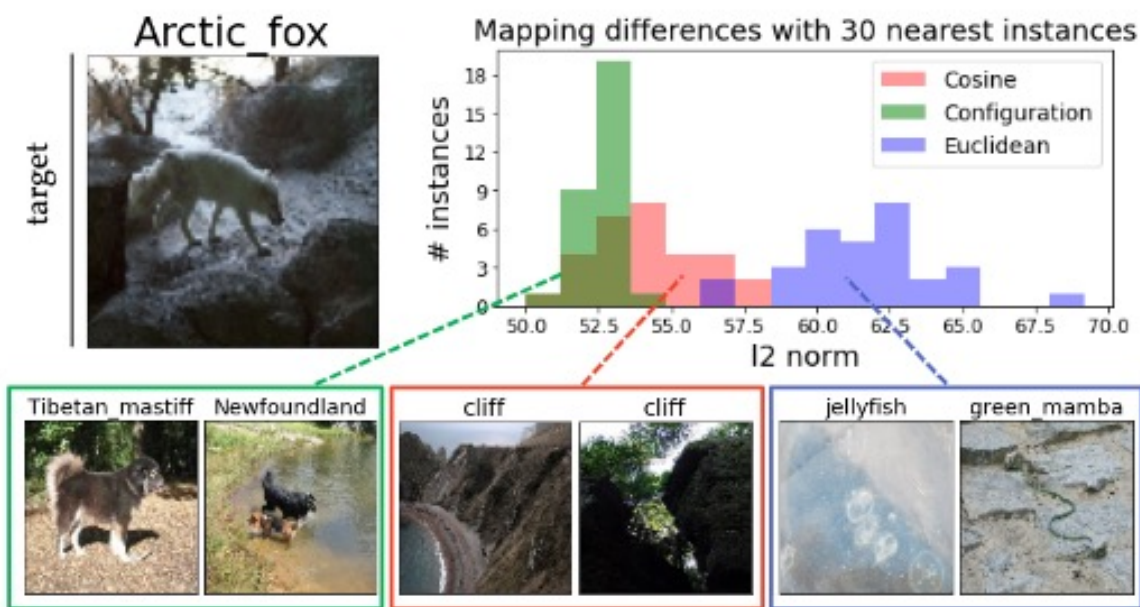 Arctic_fox
target
Mapping differences with 30 nearest instances
# instances
18
15
12
9
6
3
0
Cosine
Configuration
Euclidean
50.0 52.5 55.0 57.5 60.0 62.5 65.0 67.5 70.0
l2 norm
Tibetan_mastiff Newfoundland
cliff cliff
jellyfish green_mamba